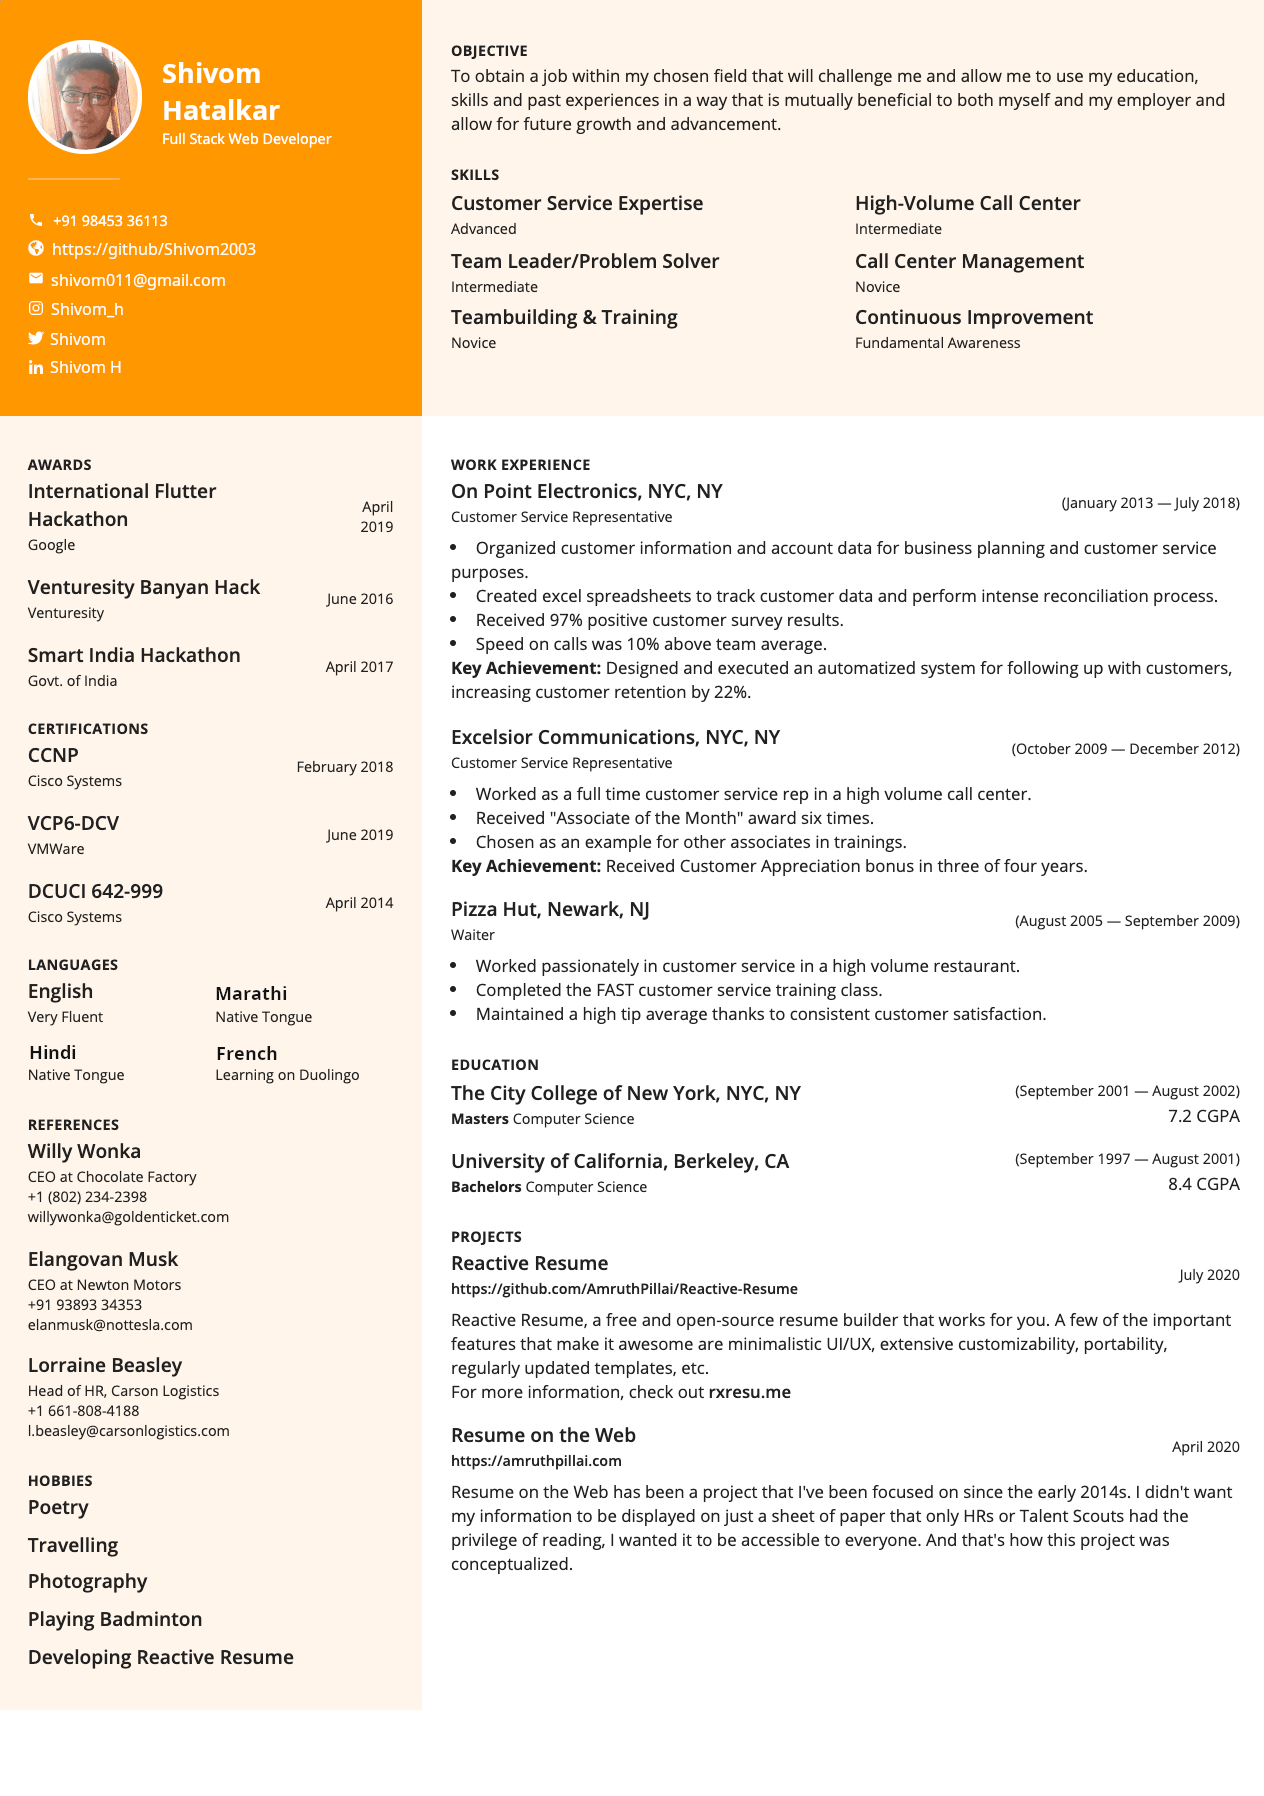 Shivom
Hatalkar
Full Stack Web Developer
+91 98453 36113
https://github/Shivom2003
shivom011@gmail.com
Shivom_h
Shivom
Shivom H
OBJECTIVE
To obtain a job within my chosen field that will challenge me and allow me to use my education,
skills and past experiences in a way that is mutually beneficial to both myself and my employer and
allow for future growth and advancement.
SKILLS
Customer Service Expertise
Advanced
High-Volume Call Center
Intermediate
Team Leader/Problem Solver
Intermediate
Call Center Management
Novice
Teambuilding & Training
Novice
Continuous Improvement
Fundamental Awareness
AWARDS
International Flutter
Hackathon
Google
April
2019
Venturesity Banyan Hack
Venturesity
June 2016
Smart India Hackathon
Govt. of India
April 2017
CERTIFICATIONS
CCNP
Cisco Systems
February 2018
VCP6-DCV
VMWare
June 2019
DCUCI 642-999
Cisco Systems
April 2014
LANGUAGES
English
Very Fluent
Marathi
Native Tongue
Hindi
Native Tongue
French
Learning on Duolingo
REFERENCES
Willy Wonka
CEO at Chocolate Factory
+1 (802) 234-2398
willywonka@goldenticket.com
Elangovan Musk
CEO at Newton Motors
+91 93893 34353
elanmusk@nottesla.com
Lorraine Beasley
Head of HR, Carson Logistics
+1 661-808-4188
l.beasley@carsonlogistics.com
HOBBIES
Poetry
Travelling
Photography
Playing Badminton
Developing Reactive Resume
WORK EXPERIENCE
On Point Electronics, NYC, NY
Customer Service Representative
(January 2013 — July 2018)
• Organized customer information and account data for business planning and customer service
purposes.
• Created excel spreadsheets to track customer data and perform intense reconciliation process.
• Received 97% positive customer survey results.
• Speed on calls was 10% above team average.
Key Achievement: Designed and executed an automatized system for following up with customers,
increasing customer retention by 22%.
Excelsior Communications, NYC, NY
Customer Service Representative
(October 2009 — December 2012)
• Worked as a full time customer service rep in a high volume call center.
• Received "Associate of the Month" award six times.
• Chosen as an example for other associates in trainings.
Key Achievement: Received Customer Appreciation bonus in three of four years.
Pizza Hut, Newark, NJ
Waiter
(August 2005 — September 2009)
• Worked passionately in customer service in a high volume restaurant.
• Completed the FAST customer service training class.
• Maintained a high tip average thanks to consistent customer satisfaction.
EDUCATION
The City College of New York, NYC, NY
Masters Computer Science
(September 2001 — August 2002)
7.2 CGPA
University of California, Berkeley, CA
Bachelors Computer Science
(September 1997 — August 2001)
8.4 CGPA
PROJECTS
Reactive Resume
https://github.com/AmruthPillai/Reactive-Resume
July 2020
Reactive Resume, a free and open-source resume builder that works for you. A few of the important
features that make it awesome are minimalistic UI/UX, extensive customizability, portability,
regularly updated templates, etc.
For more information, check out rxresu.me
Resume on the Web
https://amruthpillai.com
April 2020
Resume on the Web has been a project that I've been focused on since the early 2014s. I didn't want
my information to be displayed on just a sheet of paper that only HRs or Talent Scouts had the
privilege of reading, I wanted it to be accessible to everyone. And that's how this project was
conceptualized.